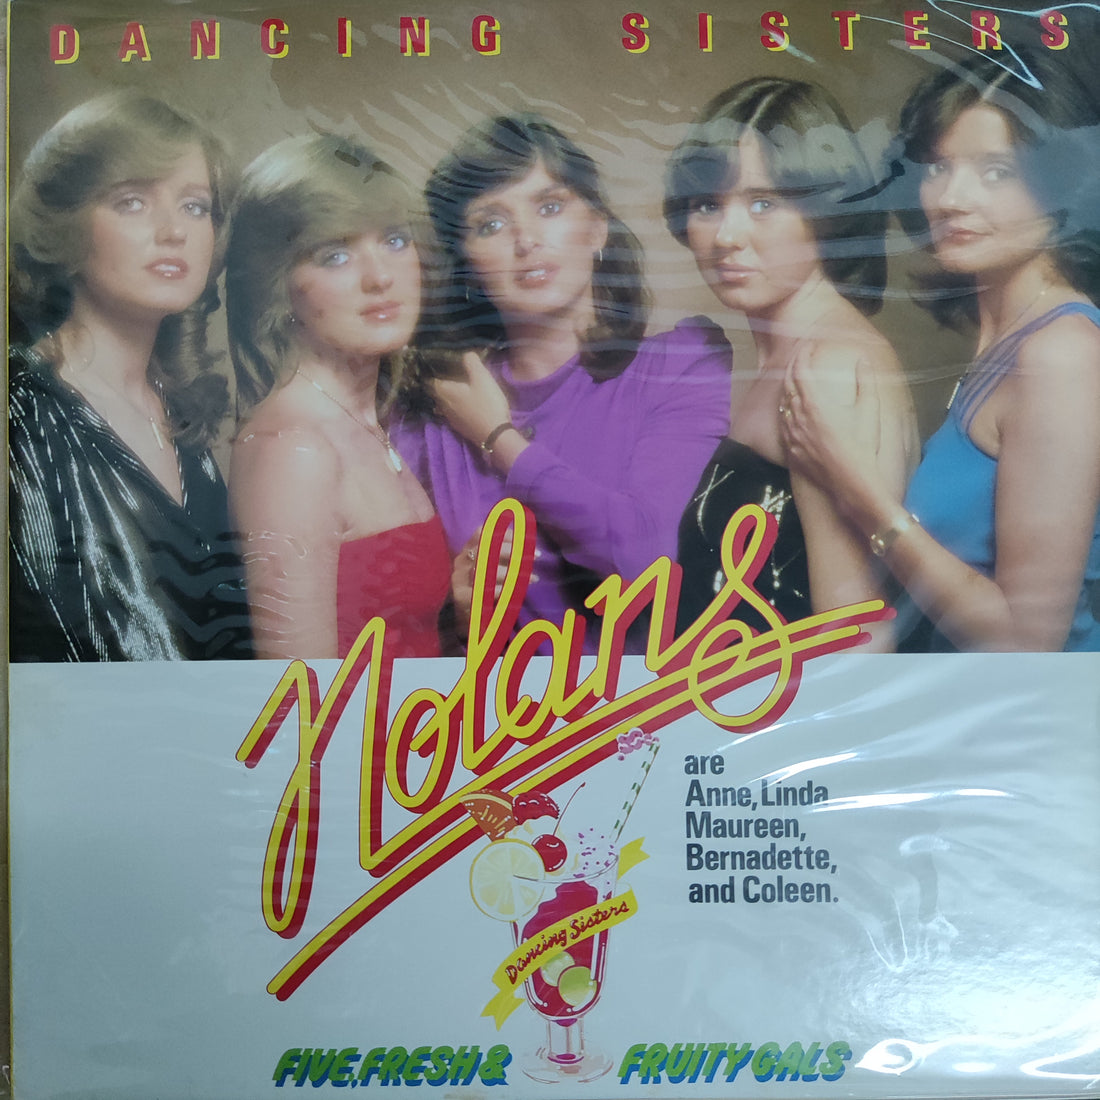 DANCING SISTERS
Nolans
are
Anne, Linda
Maureen,
Bernadette,
and Coleen.
Dancing Sisters
FIVE, FRESH & FRUITY GALS